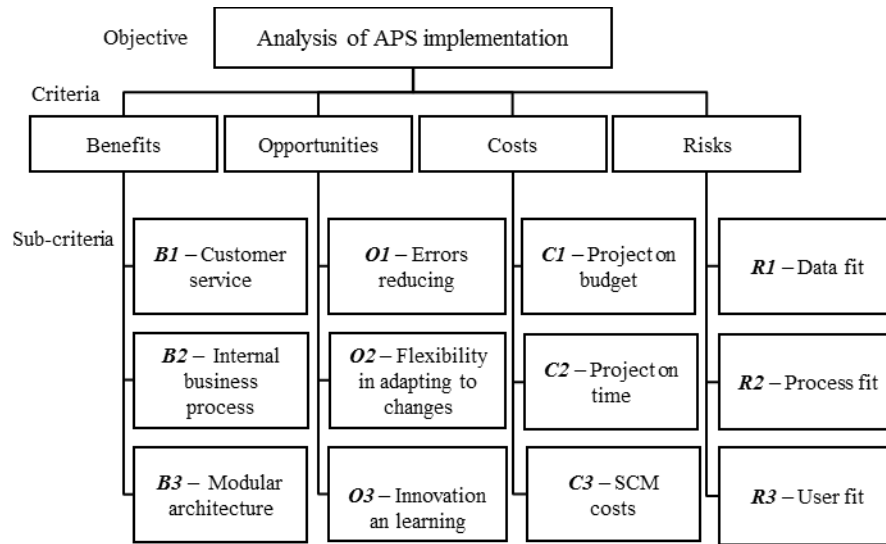 Objective
Analysis of APS implementation
Criteria
Benefits
Opportunities
Costs
Risks
Sub-criteria
B1 – Customer
service
O1 – Errors
reducing
C1 – Project on
budget
R1 – Data fit
B2 – Internal
business
process
O2 – Flexibility
in adapting to
changes
C2 – Project on
time
R2 – Process fit
B3 – Modular
architecture
O3 – Innovation
an learning
C3 – SCM
costs
R3 – User fit